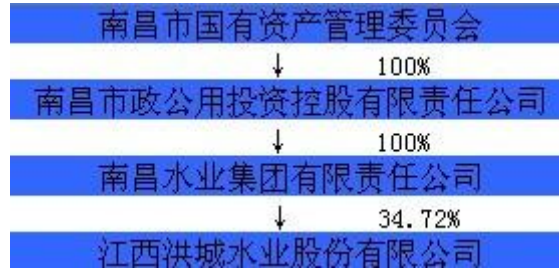 南昌市国有资产管理委员会
↓ 100%
南昌市政公用投资控股有限责任公司
↓ 100%
南昌水业集团有限责任公司
↓ 34.72%
江西洪城水业股份有限公司